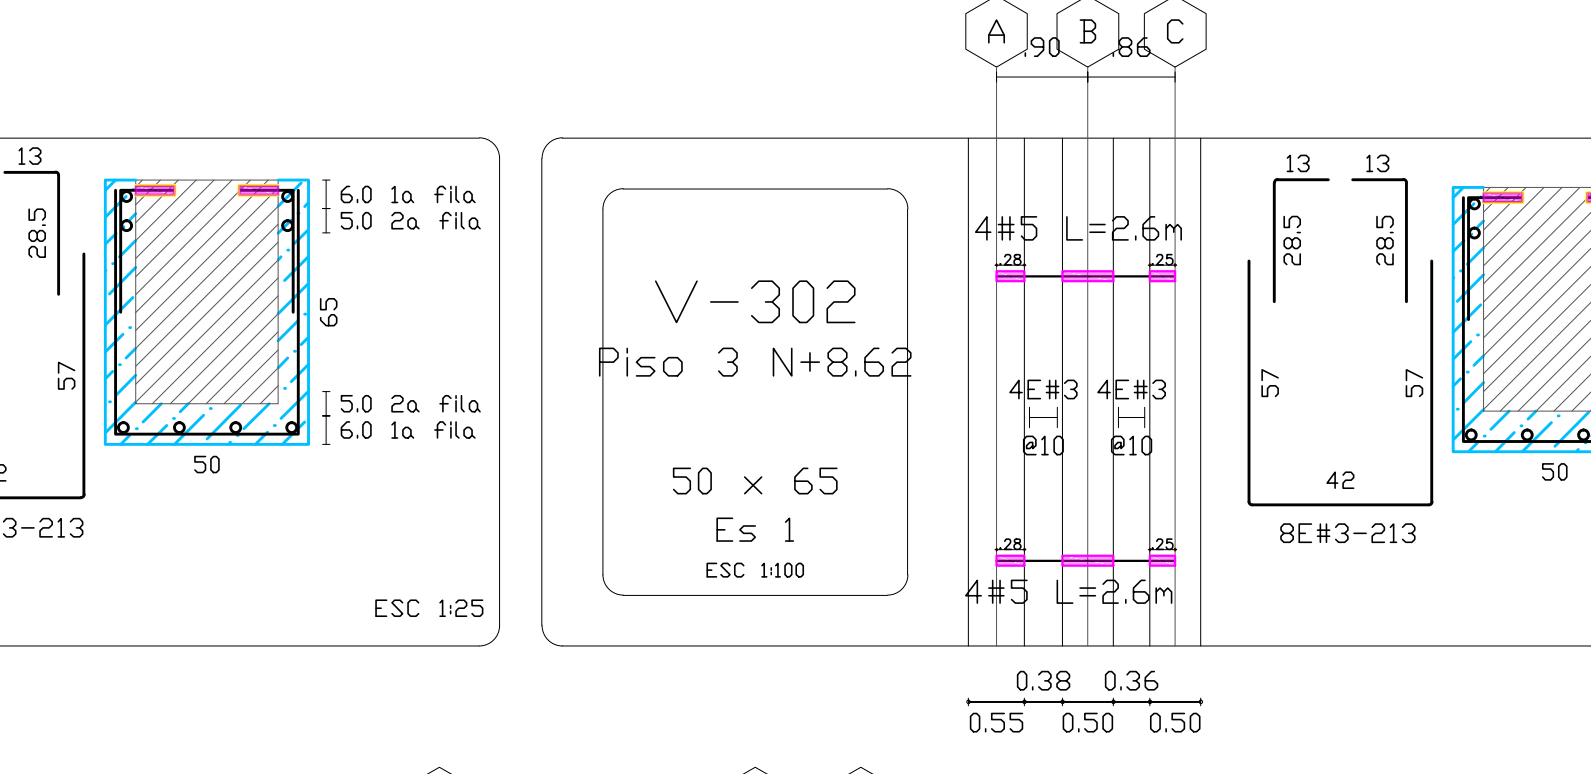 A
B
C
.90
.86
13
28.5
57
3-213
6.0 1a fila
5.0 2a fila
65
5.0 2a fila
6.0 1a fila
50
ESC 1:25
V-302
Piso 3 N+8.62
50 x 65
Es 1
ESC 1:100
4#5 L=2.6m
.28
.25
4E#3
4E#3
@10
@10
.28
.25
4#5 L=2.6m
0.38
0.36
0.55
0.50
0.50
13
13
28.5
28.5
57
57
42
8E#3-213
50